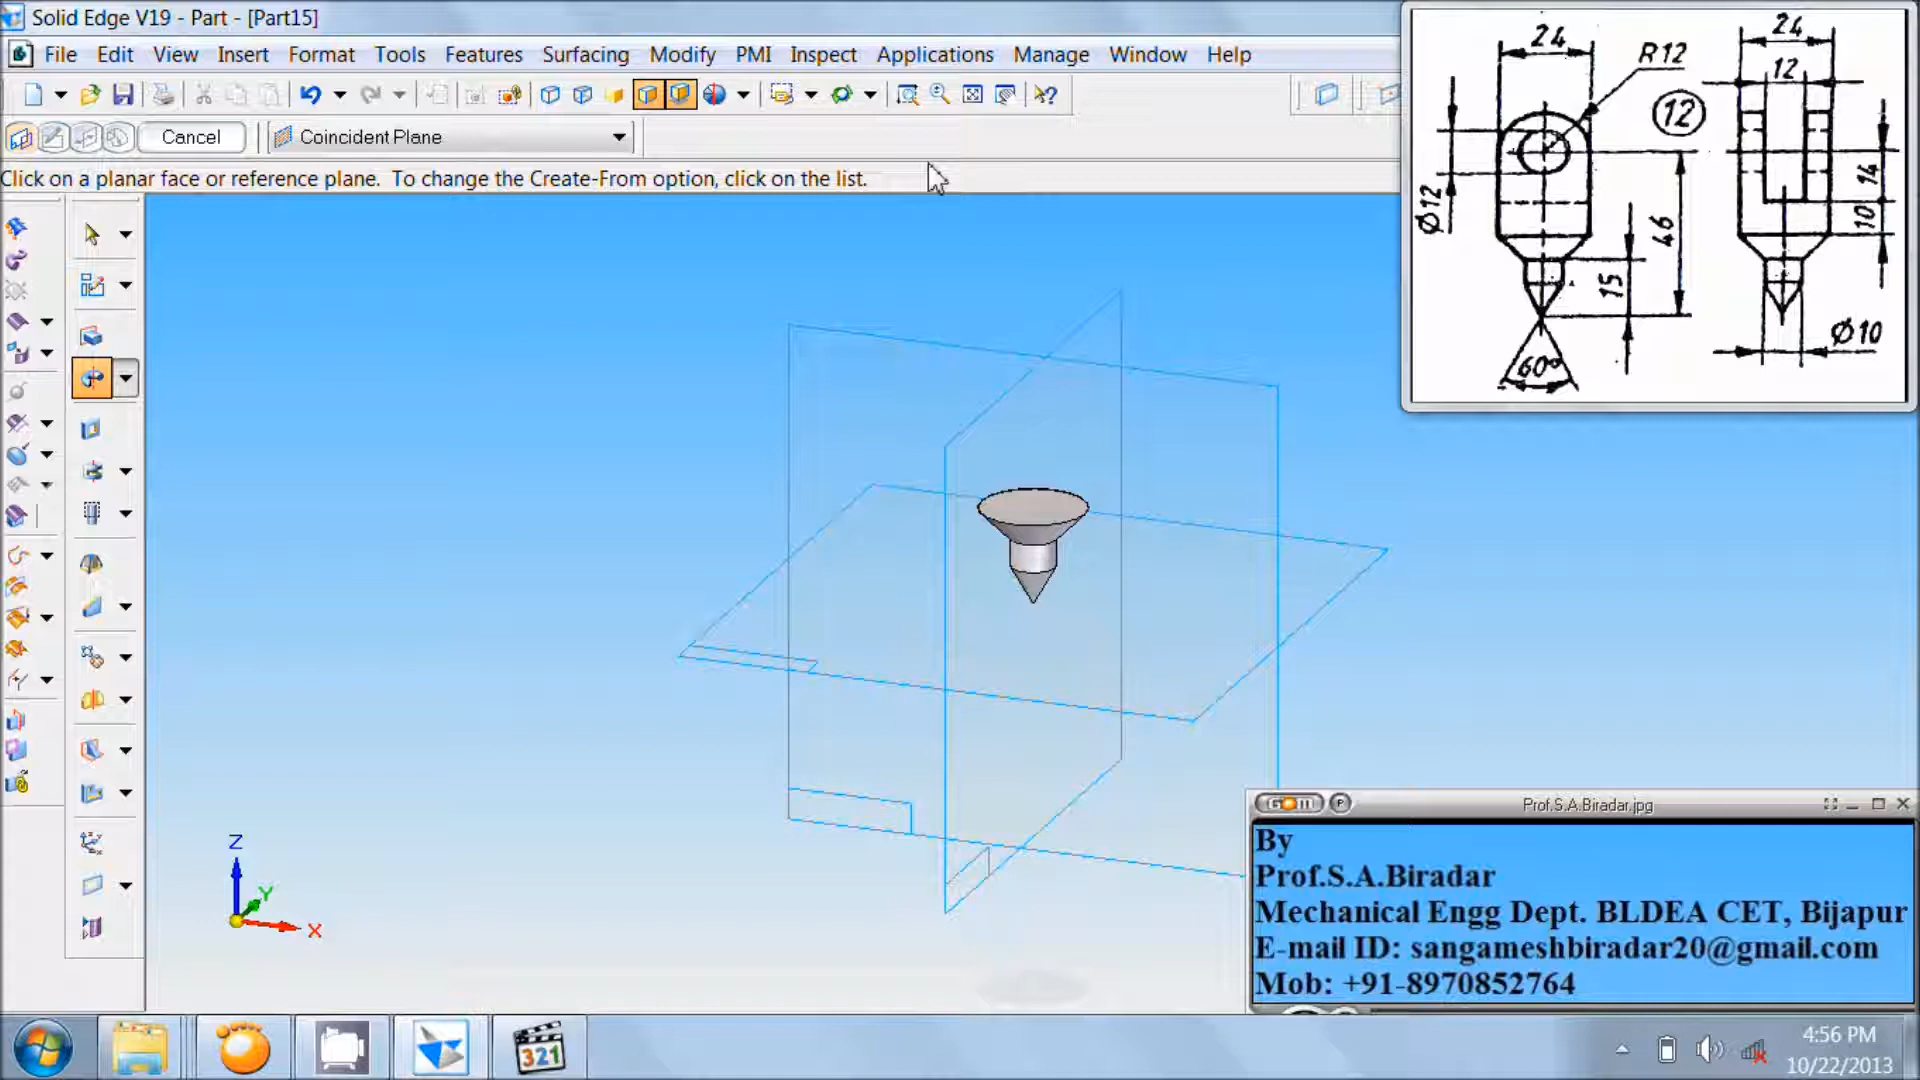 Solid Edge V19 - Part - [Part15]
File Edit View Insert Format Tools Features Surfacing Modify PMI Inspect Applications Manage Window Help
Cancel Coincident Plane
Click on a planar face or reference plane.  To change the Create-From option, click on the list.
24
R12
12
Ø12
46
15
60°
24
12
14
10
Ø10
Z
Y
X
GOM P Prof.S.A.Biradar.jpg
By
Prof.S.A.Biradar
Mechanical Engg Dept. BLDEA CET, Bijapur
E-mail ID: sangameshbiradar20@gmail.com
Mob: +91-8970852764
321
4:56 PM
10/22/2013